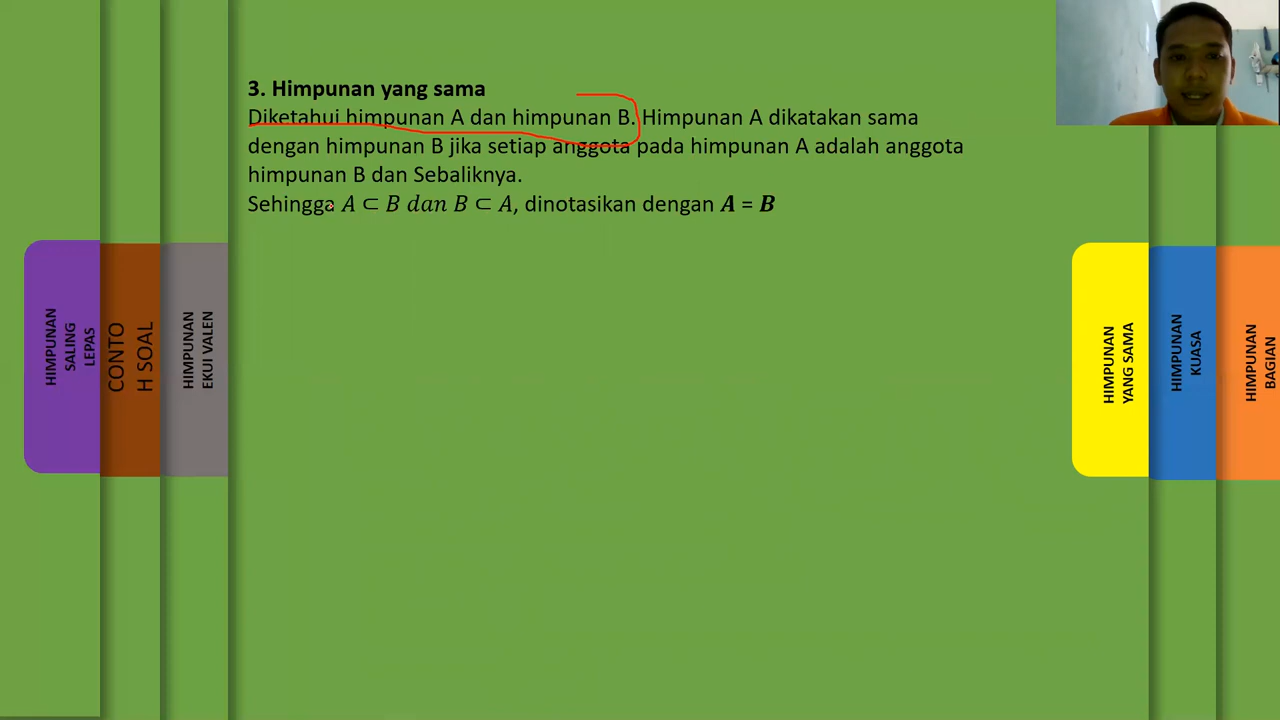 3. Himpunan yang sama
Diketahui himpunan A dan himpunan B. Himpunan A dikatakan sama
dengan himpunan B jika setiap anggota pada himpunan A adalah anggota
himpunan B dan Sebaliknya.
Sehingga A ⊂ B dan B ⊂ A, dinotasikan dengan A = B
HIMPUNAN
SALING
LEPAS
CONTO
H SOAL
HIMPUNAN
EKUI VALEN
HIMPUNAN
YANG SAMA
HIMPUNAN
KUASA
HIMPUNAN
BAGIAN